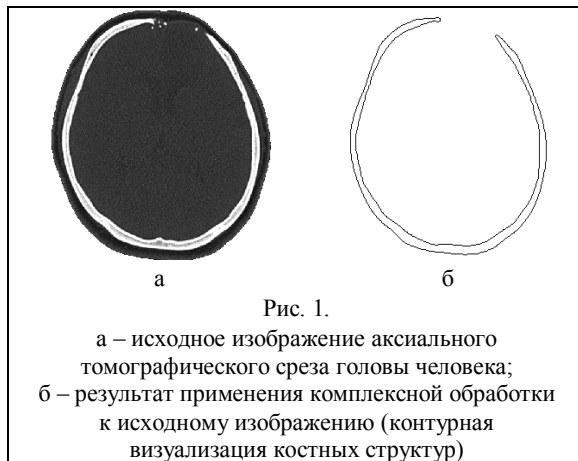 а
б
Рис. 1.
а – исходное изображение аксиального
томографического среза головы человека;
б – результат применения комплексной обработки
к исходному изображению (контурная
визуализация костных структур)